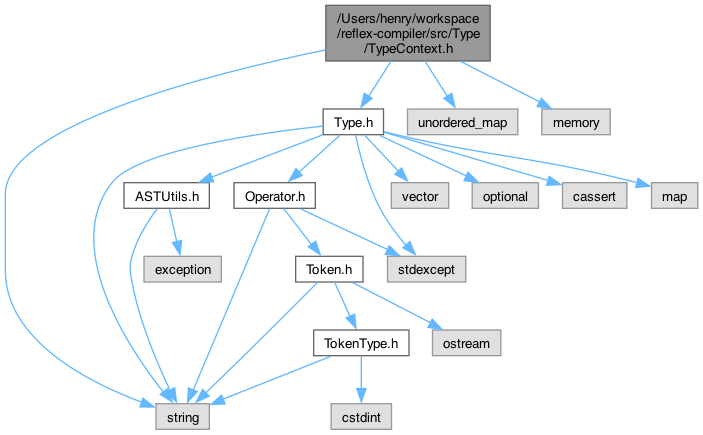 /Users/henry/workspace
/reflex-compiler/src/Type
/TypeContext.h
Type.h
unordered_map
memory
ASTUtils.h
Operator.h
vector
optional
cassert
map
exception
Token.h
stdexcept
TokenType.h
ostream
string
cstdint